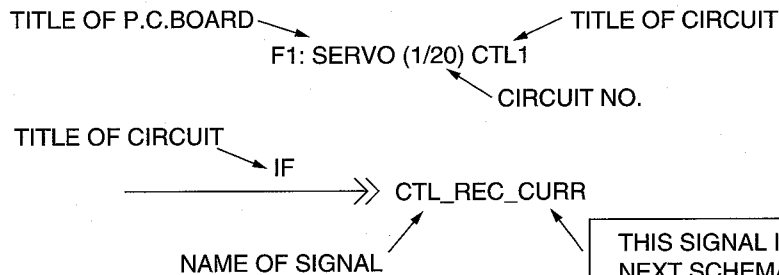 TITLE OF P.C.BOARD
TITLE OF CIRCUIT
F1: SERVO (1/20) CTL1
CIRCUIT NO.
TITLE OF CIRCUIT
IF
CTL_REC_CURR
NAME OF SIGNAL
THIS SIGNAL
NEXT